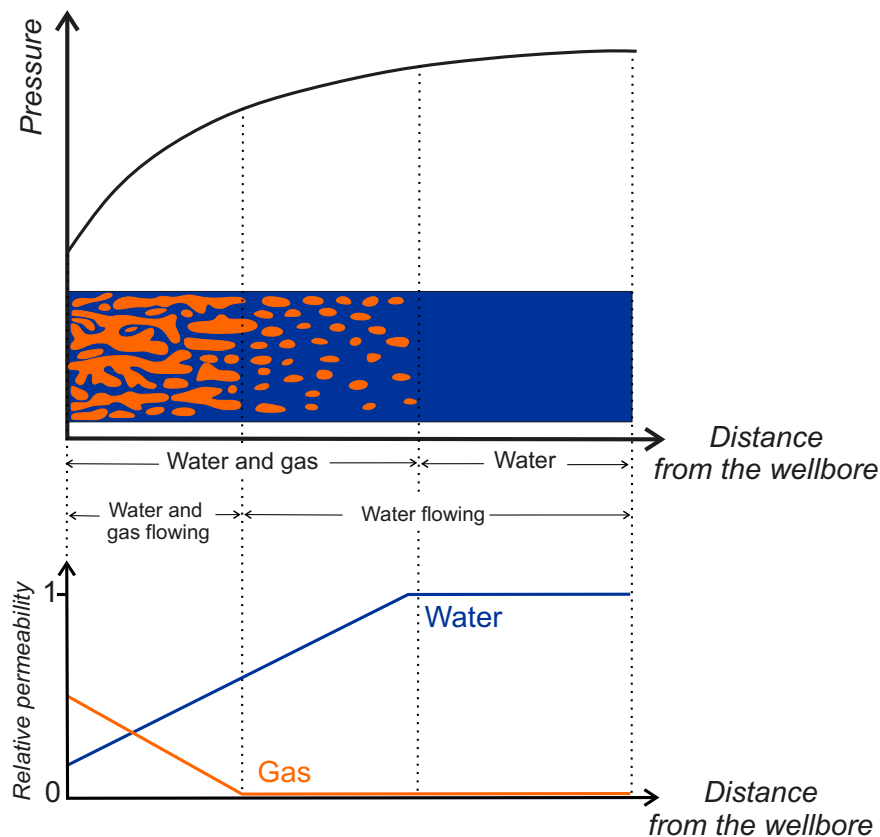 Pressure
Distance
from the wellbore
Water and gas
Water
Water and
gas flowing
Water flowing
Relative permeability
1
0
Water
Gas
Distance
from the wellbore